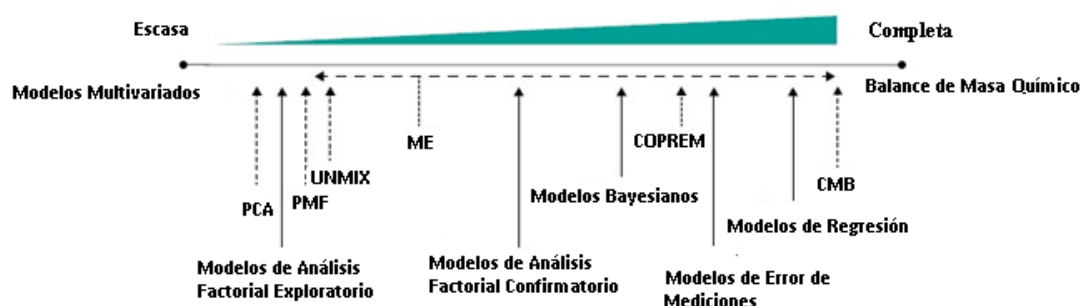 Escasa
Completa
Modelos Multivariados
Balance de Masa Químico
ME
COPREM
UNMIX
CMB
Modelos Bayesianos
PCA
PMF
Modelos de Regresión
Modelos de Análisis
Factorial Exploratorio
Modelos de Análisis
Factorial Confirmatorio
Modelos de Error de
Mediciones